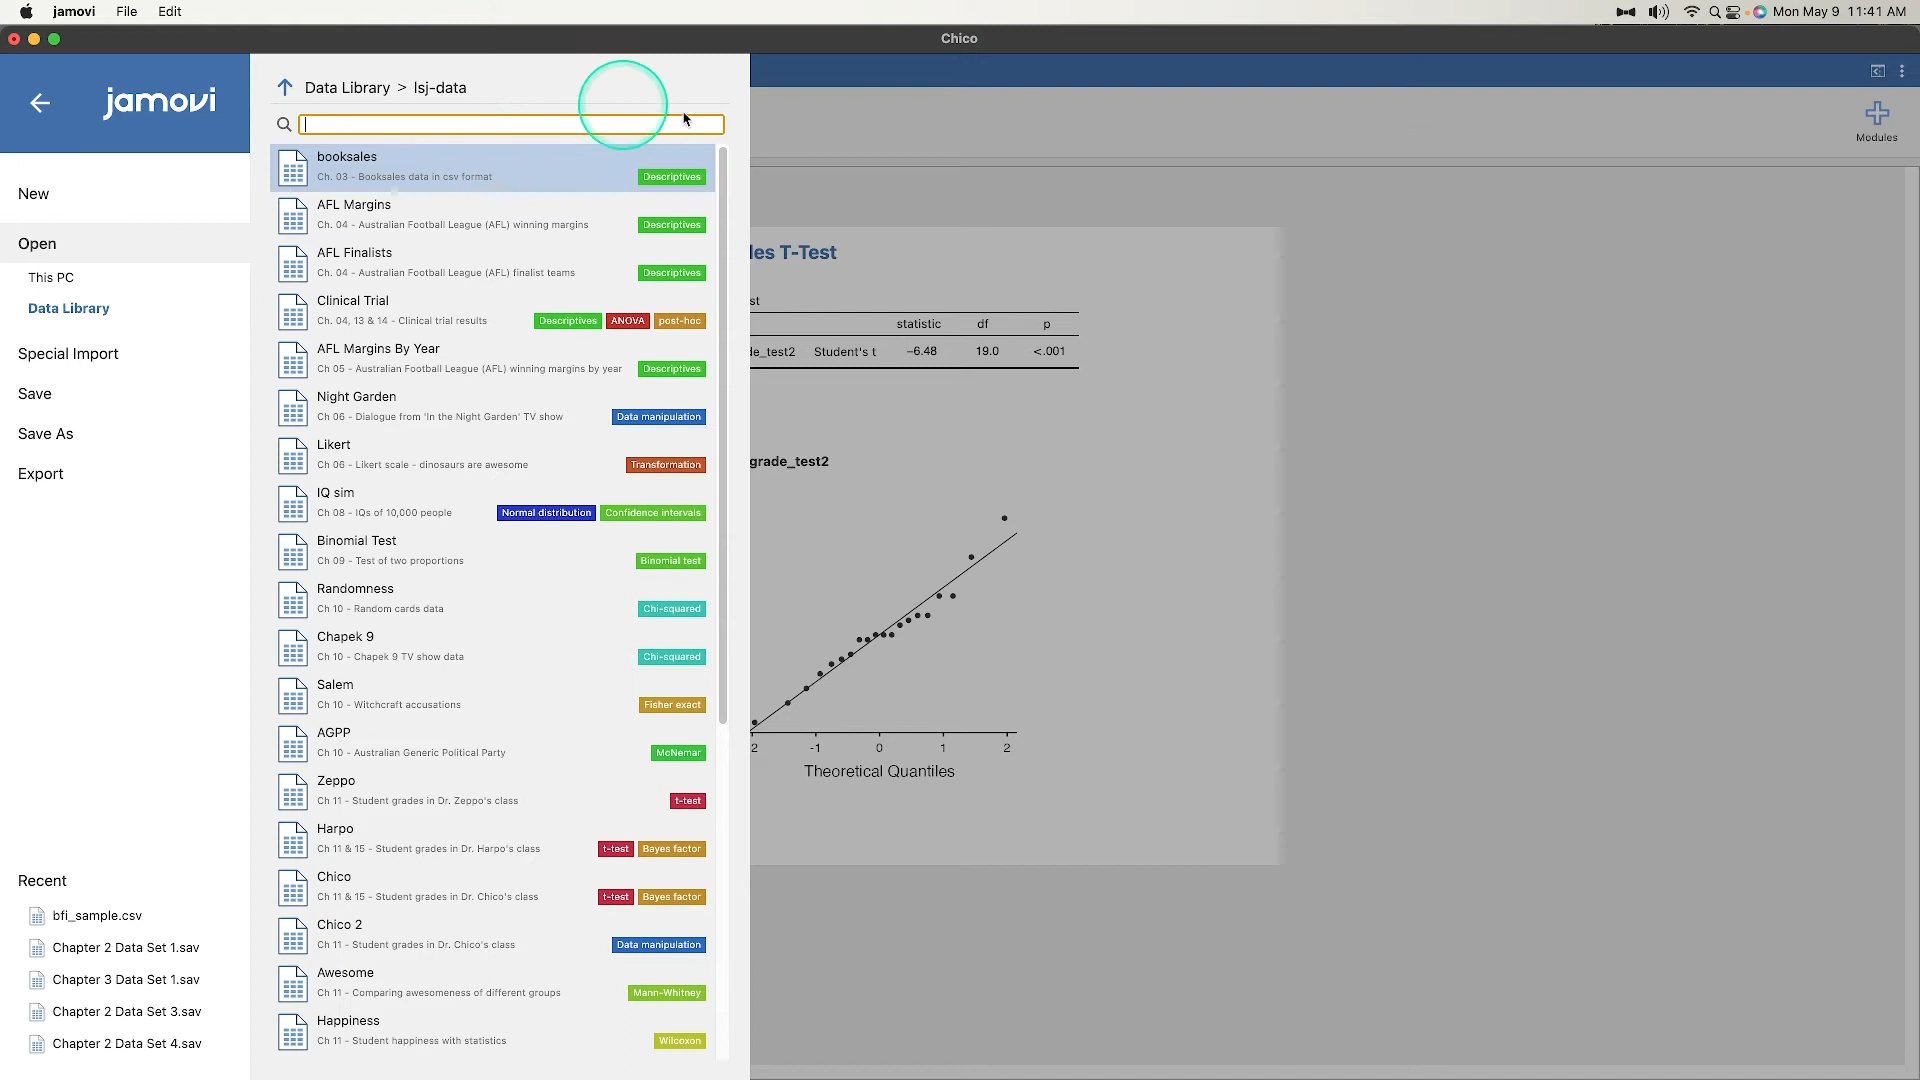 jamovi File Edit Mon May 9 11:41 AM
Chico
jamovi
New
Open
This PC
Data Library
Special Import
Save
Save As
Export
Recent
bfi_sample.csv
Chapter 2 Data Set 1.sav
Chapter 3 Data Set 1.sav
Chapter 2 Data Set 3.sav
Chapter 2 Data Set 4.sav
Data Library > lsj-data
booksales
Ch. 03 - Booksales data in csv format Descriptives
AFL Margins
Ch. 04 - Australian Football League (AFL) winning margins Descriptives
AFL Finalists
Ch. 04 - Australian Football League (AFL) finalist teams Descriptives
Clinical Trial
Ch. 04, 13 & 14 - Clinical trial results Descriptives ANOVA post-hoc
AFL Margins By Year
Ch 05 - Australian Football League (AFL) winning margins by year Descriptives
Night Garden
Ch 06 - Dialogue from 'In the Night Garden' TV show Data manipulation
Likert
Ch 06 - Likert scale - dinosaurs are awesome Transformation
IQ sim
Ch 08 - IQs of 10,000 people Normal distribution Confidence intervals
Binomial Test
Ch 09 - Test of two proportions Binomial test
Randomness
Ch 10 - Random cards data Chi-squared
Chapek 9
Ch 10 - Chapek 9 TV show data Chi-squared
Salem
Ch 10 - Witchcraft accusations Fisher exact
AGPP
Ch 10 - Australian Generic Political Party McNemar
Zeppo
Ch 11 - Student grades in Dr. Zeppo's class t-test
Harpo
Ch 11 & 15 - Student grades in Dr. Harpo's class t-test Bayes factor
Chico
Ch 11 & 15 - Student grades in Dr. Chico's class t-test Bayes factor
Chico 2
Ch 11 - Student grades in Dr. Chico's class Data manipulation
Awesome
Ch 11 - Comparing awesomeness of different groups Mann-Whitney
Happiness
Ch 11 - Student happiness with statistics Wilcoxon
Modules
les T-Test
st
statistic df p
de_test2 Student's t −6.48 19.0 <.001
grade_test2
2 -1 0 1 2
Theoretical Quantiles